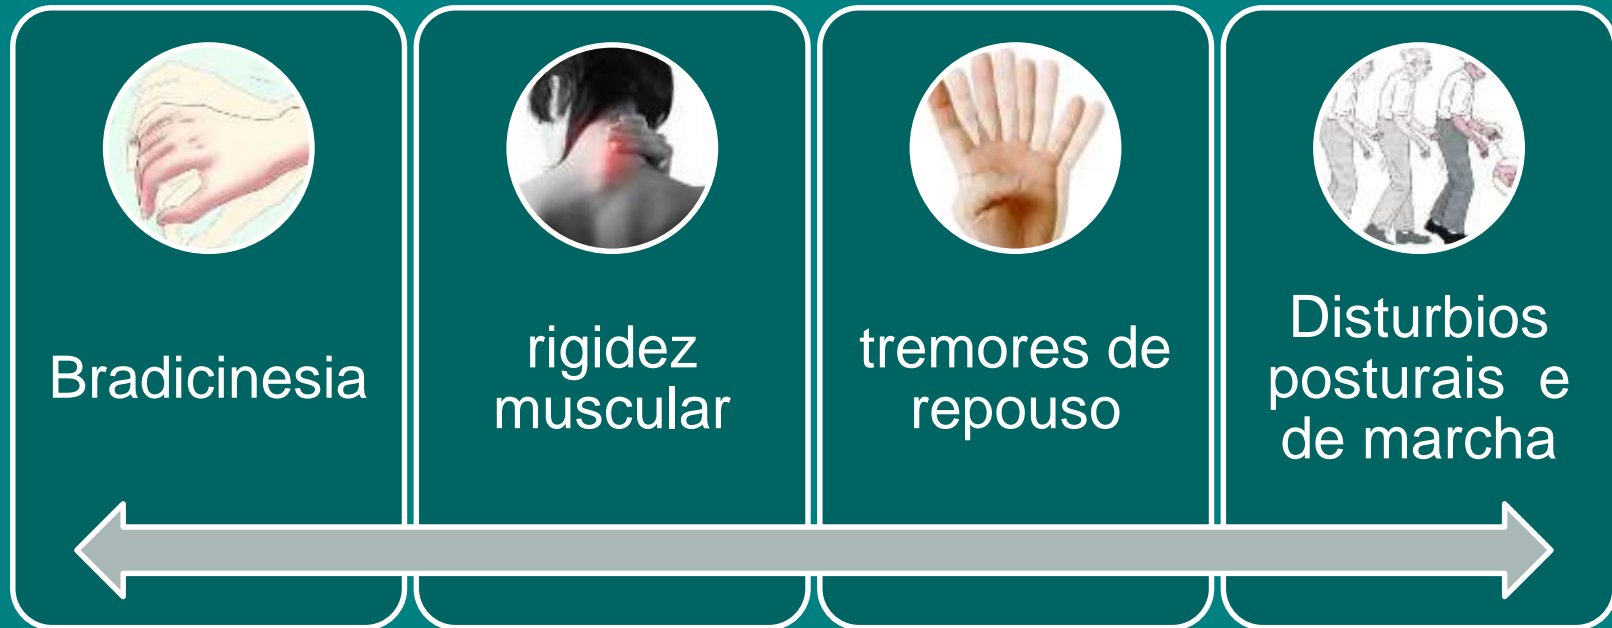 Bradicinesia
rigidez
muscular
tremores de
repouso
Disturbios
posturais e
de marcha